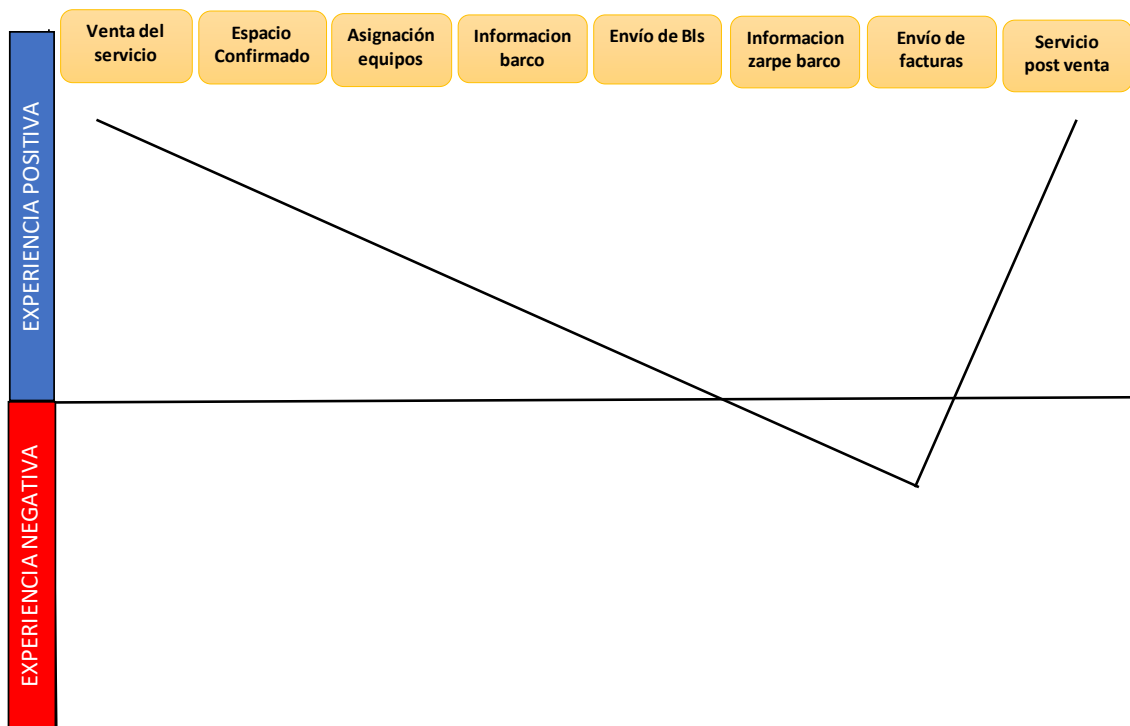 Venta del
servicio
Espacio
Confirmado
Asignación
equipos
Informacion
barco
Envío de Bls
Informacion
zarpe barco
Envío de
facturas
Servicio
post venta
EXPERIENCIA POSITIVA
EXPERIENCIA NEGATIVA